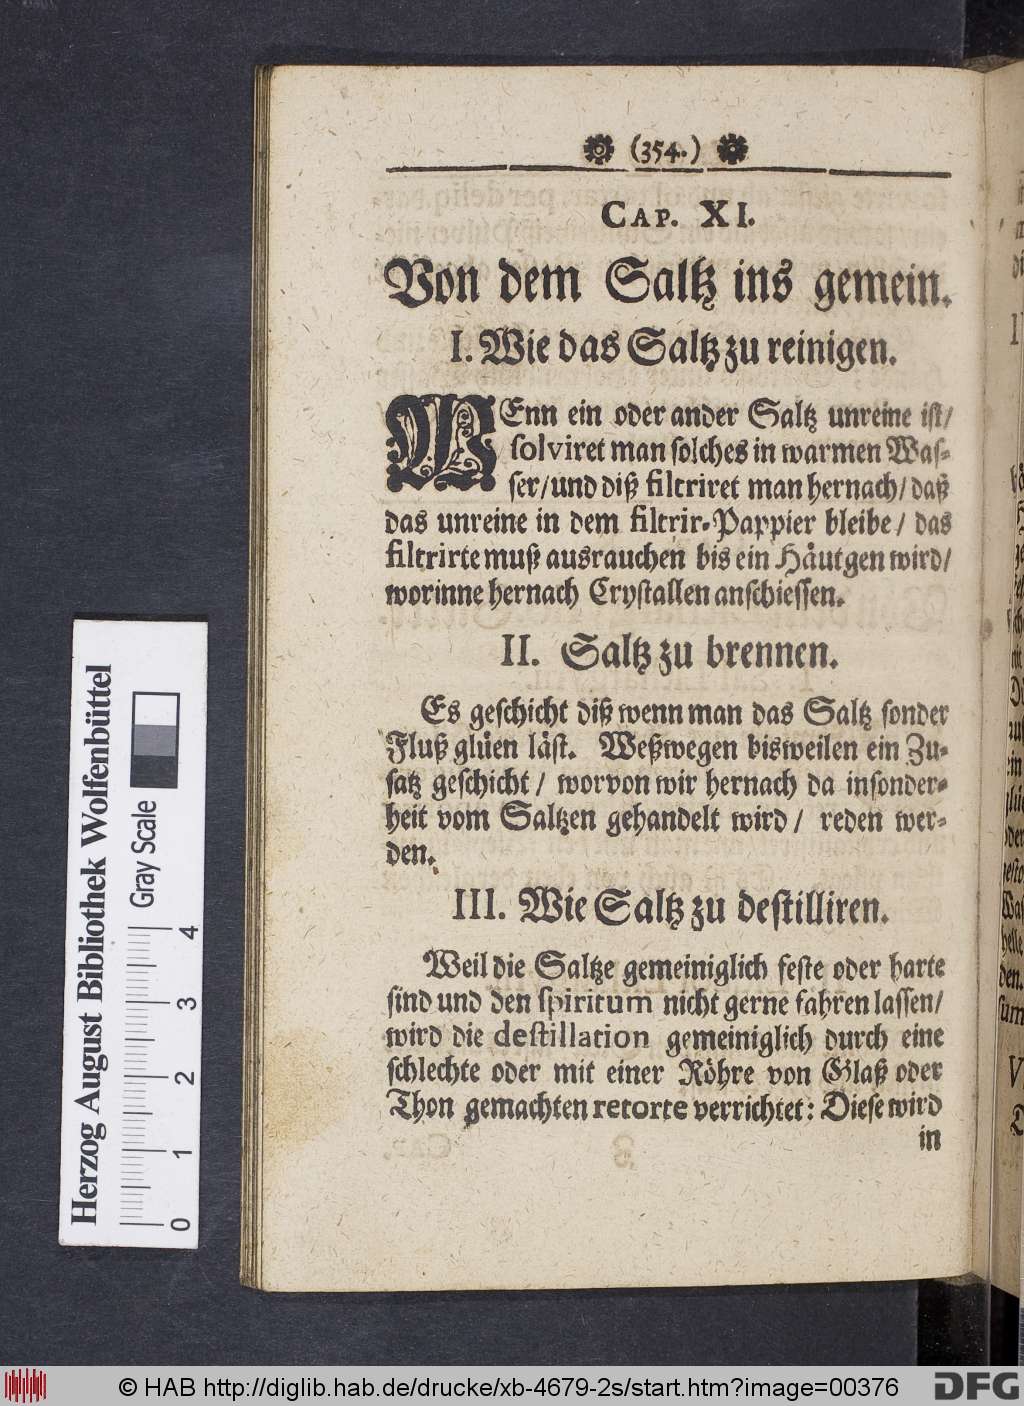 (354.)
CAP. XI.
Von dem Saltz ins gemein.
I. Wie das Saltz zu reinigen.
WEnn ein oder ander Saltz unreine ist/
solviret man solches in warmen Was-
ser/ und diß filtriret man hernach/ daß
das unreine in dem filtrir-Pappier bleibe/ das
filtrirte muß ausrauchen bis ein Häutgen wird/
worinne hernach Crystallen anschiessen.
II. Saltz zu brennen.
Es geschicht diß wenn man das Saltz sonder
Fluß glüen läst. Weßwegen bisweilen ein Zu-
satz geschicht/ worvon wir hernach da insonder-
heit vom Saltzen gehandelt wird/ reden wer-
den.
III. Wie Saltz zu destilliren.
Weil die Saltze gemeiniglich feste oder harte
sind und den spiritum nicht gerne fahren lassen/
wird die destillation gemeiniglich durch eine
schlechte oder mit einer Röhre von Glaß oder
Thon gemachten retorte verrichtet: Diese wird
in
Herzog August Bibliothek Wolfenbüttel
Gray Scale
0 1 2 3 4
© HAB http://diglib.hab.de/drucke/xb-4679-2s/start.htm?image=00376
DFG